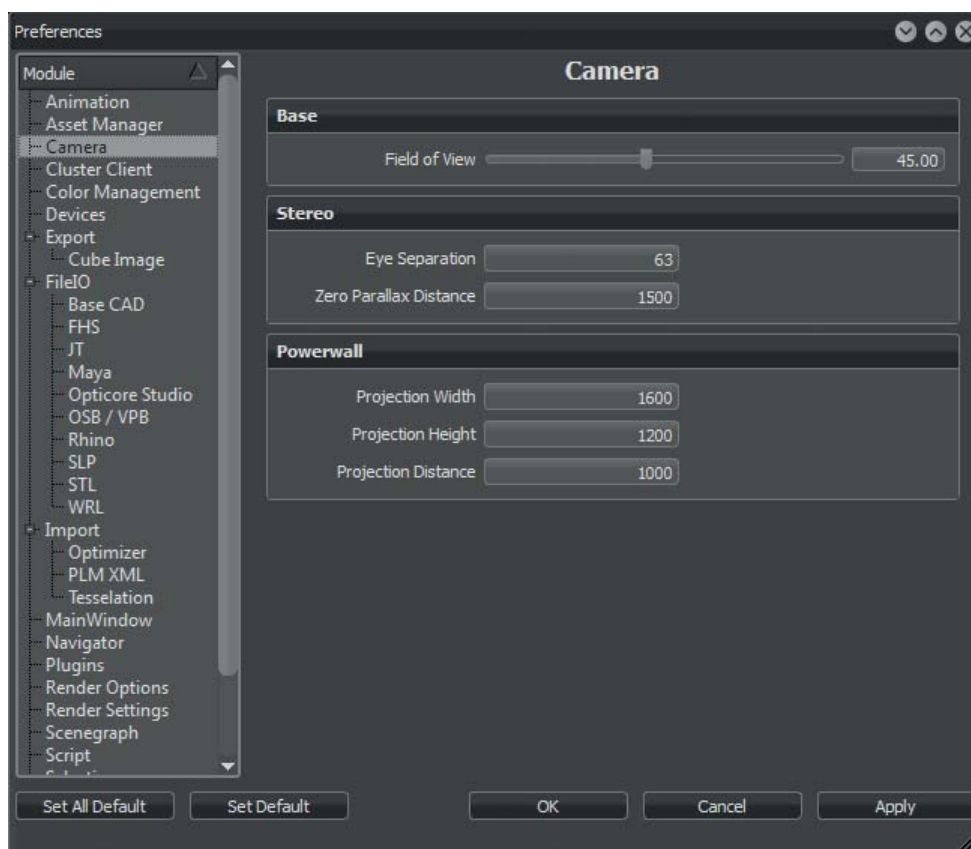 Preferences
Module
Animation
Asset Manager
Camera
Cluster Client
Color Management
Devices
Export
Cube Image
FileIO
Base CAD
FHS
JT
Maya
Opticore Studio
OSB / VPB
Rhino
SLP
STL
WRL
Import
Optimizer
PLM XML
Tesselation
MainWindow
Navigator
Plugins
Render Options
Render Settings
Scenegraph
Script
Camera
Base
Field of View 45.00
Stereo
Eye Separation 63
Zero Parallax Distance 1500
Powerwall
Projection Width 1600
Projection Height 1200
Projection Distance 1000
Set All Default Set Default OK Cancel Apply